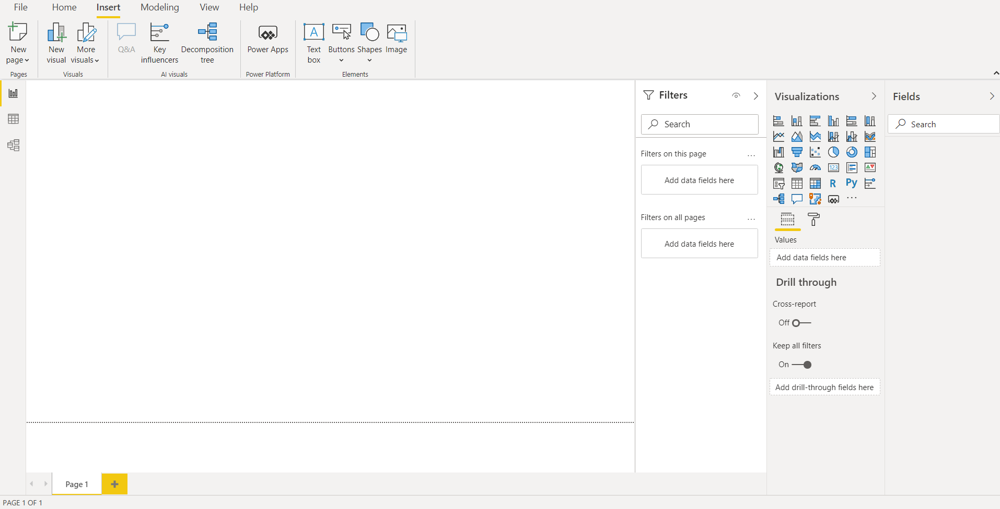 File Home Insert Modeling View Help
New page
New visual
More visuals
Q&A
Key influencers
Decomposition tree
Power Apps
A
Text box
Buttons
Shapes
Image
Pages
Visuals
AI visuals
Power Platform
Elements
Filters
Search
Filters on this page
...
Add data fields here
Filters on all pages
...
Add data fields here
Visualizations
123
R
Py
...
Values
Add data fields here
Drill through
Cross-report
Off
Keep all filters
On
Add drill-through fields here
Fields
Search
Page 1
PAGE 1 OF 1